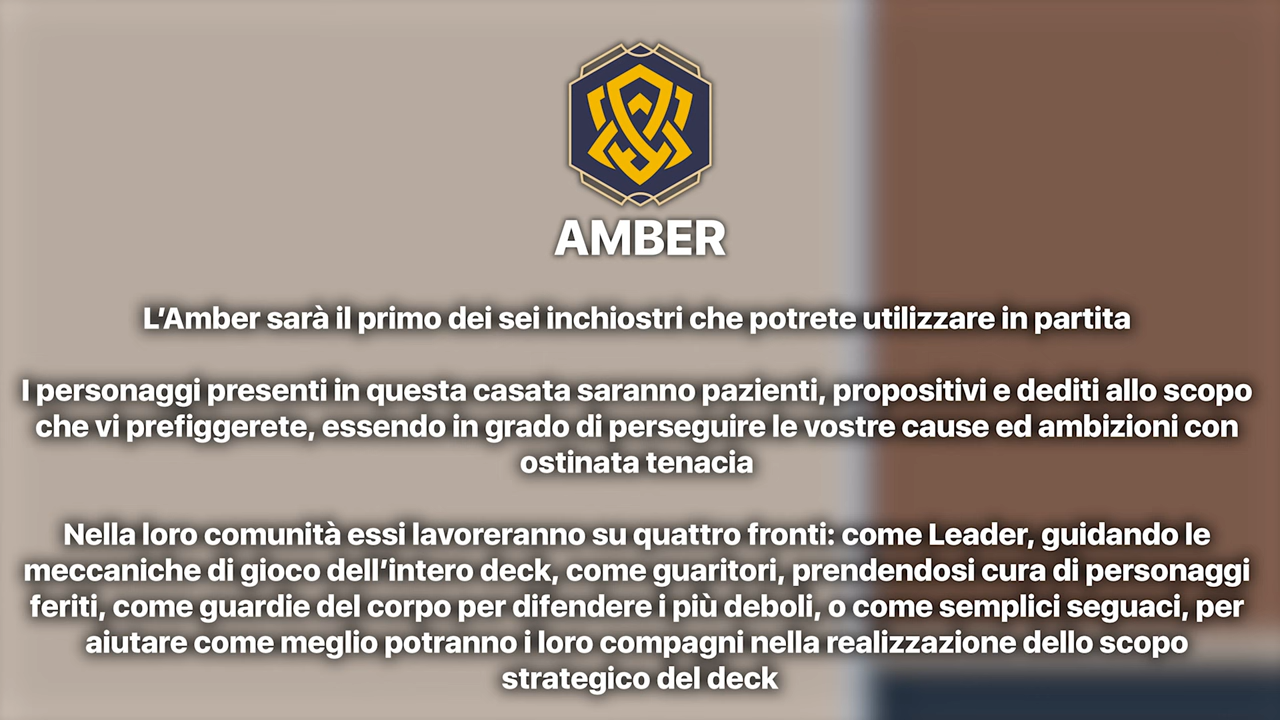 AMBER
L’Amber sarà il primo dei sei inchiostri che potrete utilizzare in partita
I personaggi presenti in questa casata saranno pazienti, propositivi e dediti allo scopo
che vi prefiggerete, essendo in grado di perseguire le vostre cause ed ambizioni con
ostinata tenacia
Nella loro comunità essi lavoreranno su quattro fronti: come Leader, guidando le
meccaniche di gioco dell’intero deck, come guaritori, prendendosi cura di personaggi
feriti, come guardie del corpo per difendere i più deboli, o come semplici seguaci, per
aiutare come meglio potranno i loro compagni nella realizzazione dello scopo
strategico del deck